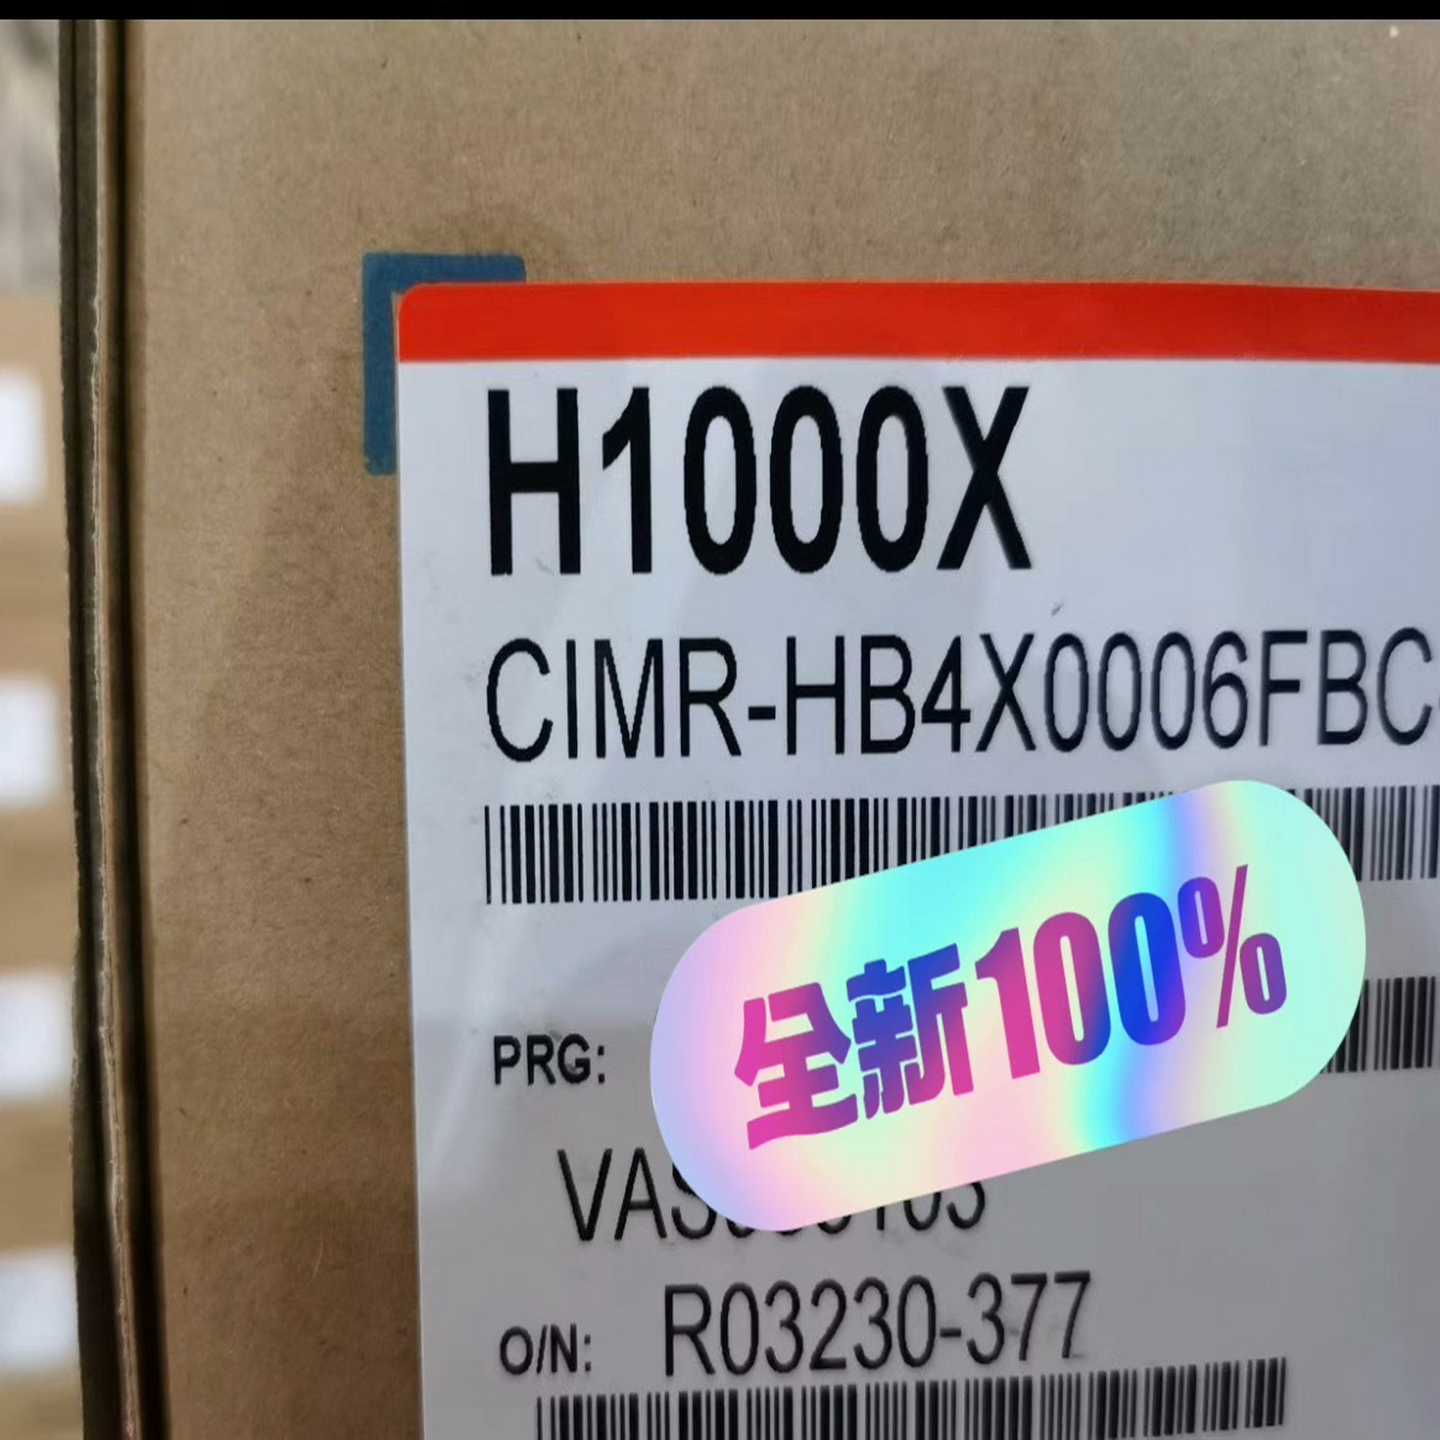 H1000X
CIMR-HB4X0006FBC
全新100%
PRG:
O/N: R03230-377